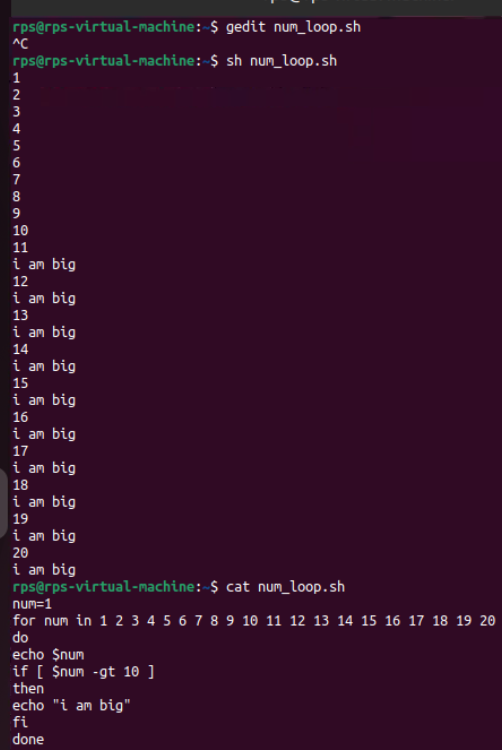 rps@rps-virtual-machine:~$ gedit num_loop.sh
^C
rps@rps-virtual-machine:~$ sh num_loop.sh
1
2
3
4
5
6
7
8
9
10
11
i am big
12
i am big
13
i am big
14
i am big
15
i am big
16
i am big
17
i am big
18
i am big
19
i am big
20
i am big
rps@rps-virtual-machine:~$ cat num_loop.sh
num=1
for num in 1 2 3 4 5 6 7 8 9 10 11 12 13 14 15 16 17 18 19 20
do
echo $num
if [ $num -gt 10 ]
then
echo "i am big"
fi
done